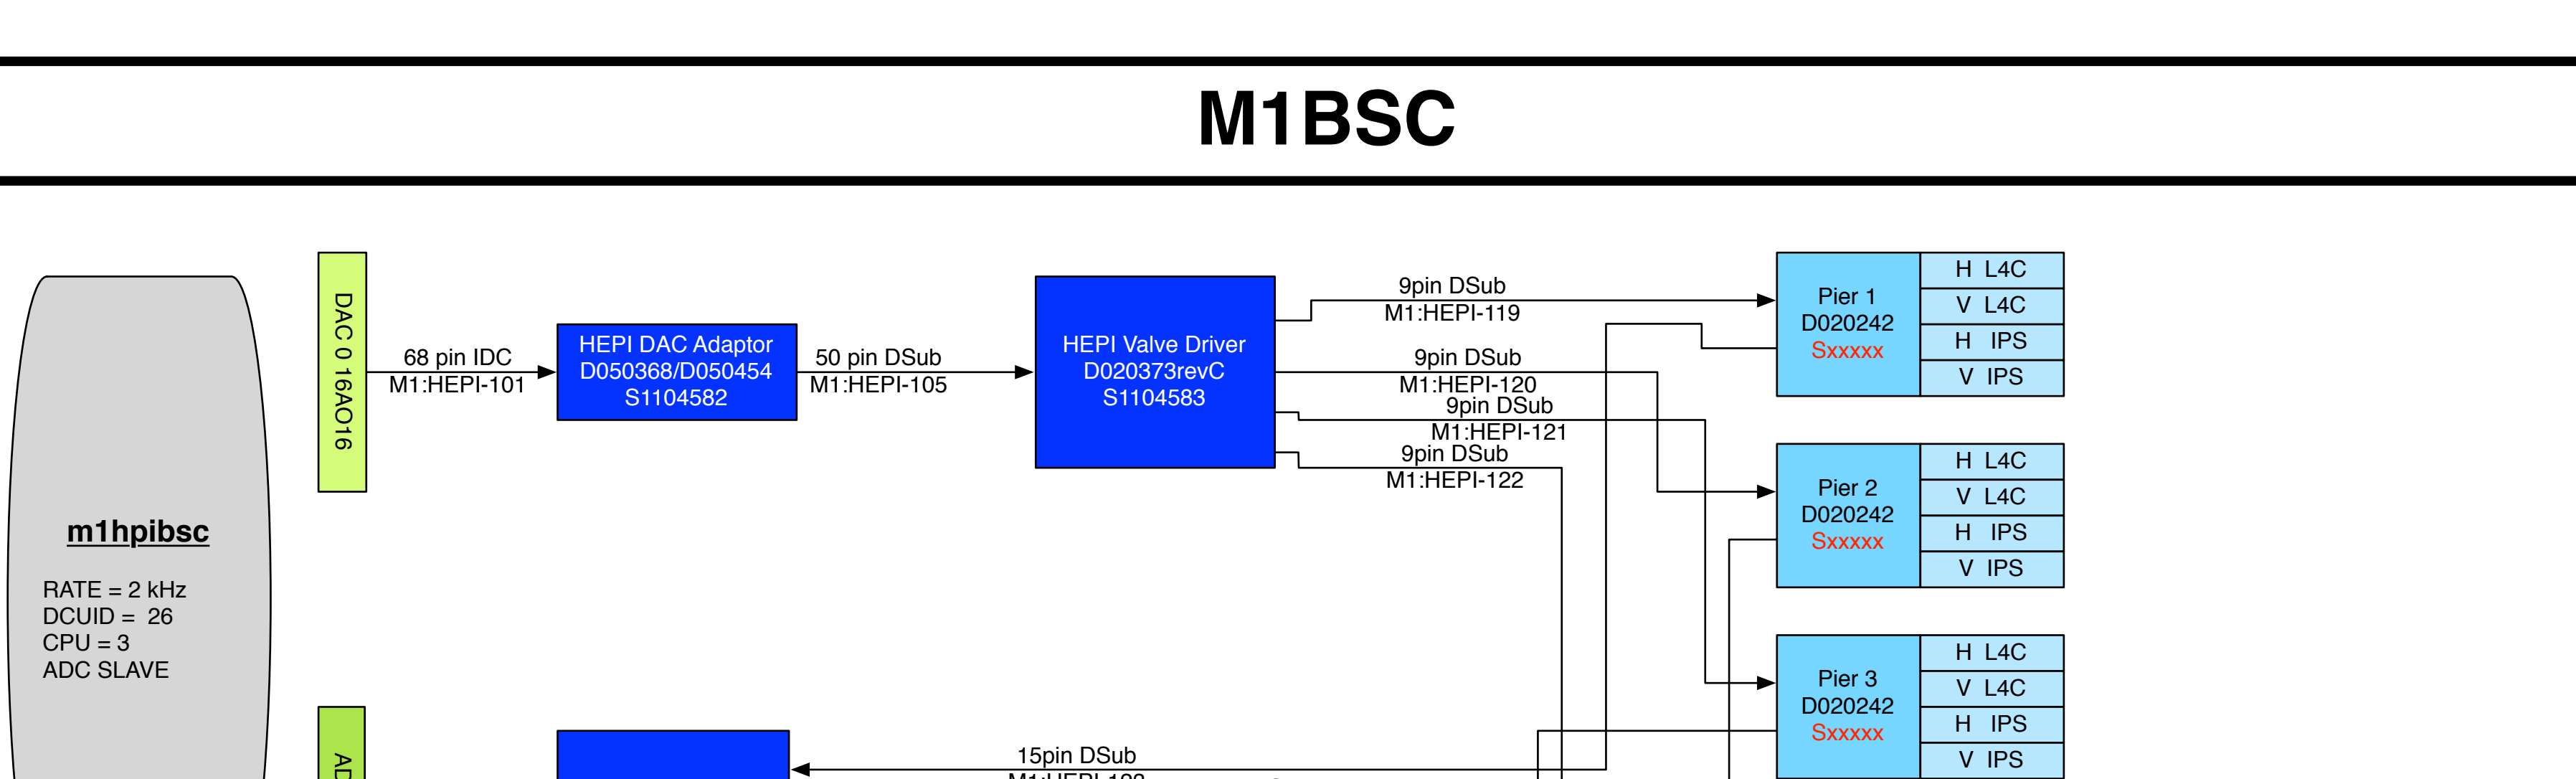 M1BSC
m1hpibsc
RATE = 2 kHz
DCUID =  26
CPU = 3
ADC SLAVE
DAC 0 16AO16
68 pin IDC
M1:HEPI-101
HEPI DAC Adaptor
D050368/D050454
S1104582
50 pin DSub
M1:HEPI-105
HEPI Valve Driver
D020373revC
S1104583
9pin DSub
M1:HEPI-119
9pin DSub
M1:HEPI-120
9pin DSub
M1:HEPI-121
9pin DSub
M1:HEPI-122
Pier 1
D020242
Sxxxxx
H L4C
V L4C
H IPS
V IPS
Pier 2
D020242
Sxxxxx
H L4C
V L4C
H IPS
V IPS
Pier 3
D020242
Sxxxxx
H L4C
V L4C
H IPS
V IPS
15pin DSub